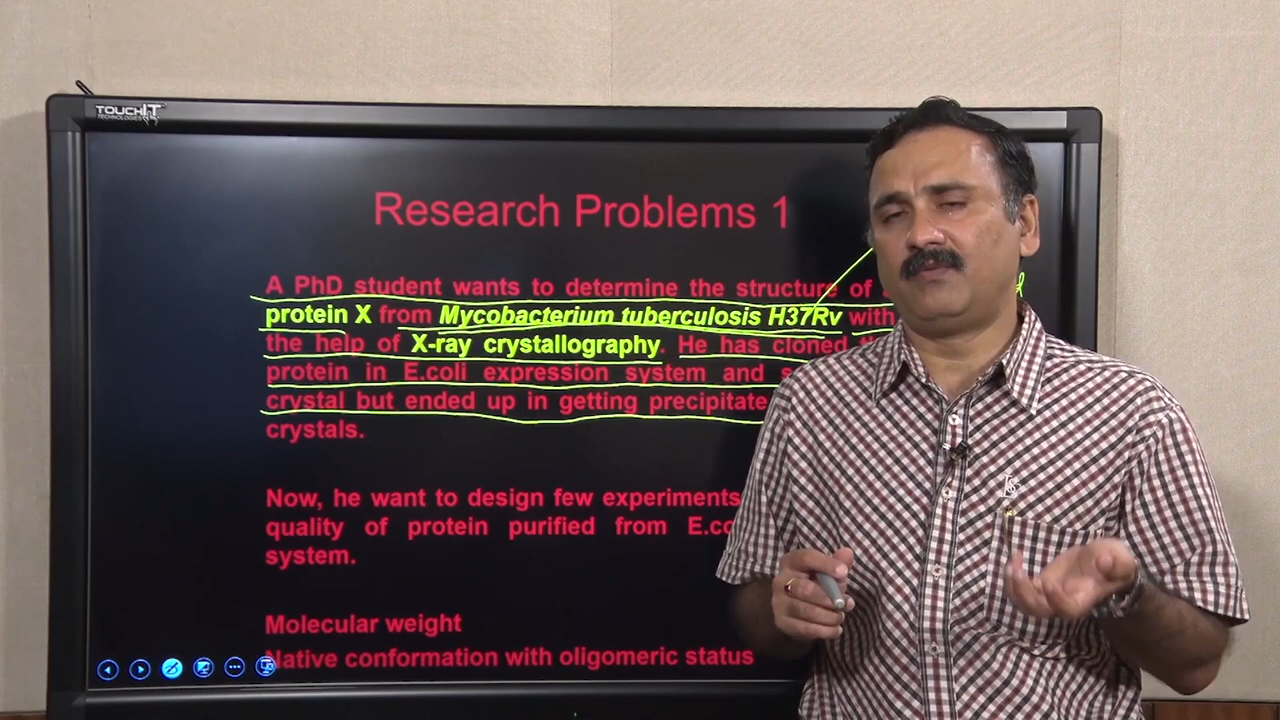 TOUCHIT
TECHNOLOGIES
Research Problems 1
A PhD student wants to determine the structure of
protein X from Mycobacterium tuberculosis H37Rv with
the help of X-ray crystallography. He has cloned
protein in E.coli expression system and
crystal but ended up in getting precipitate
crystals.
Now, he want to design few experiments
quality of protein purified from
system.
Molecular weight
Native conformation with oligomeric status